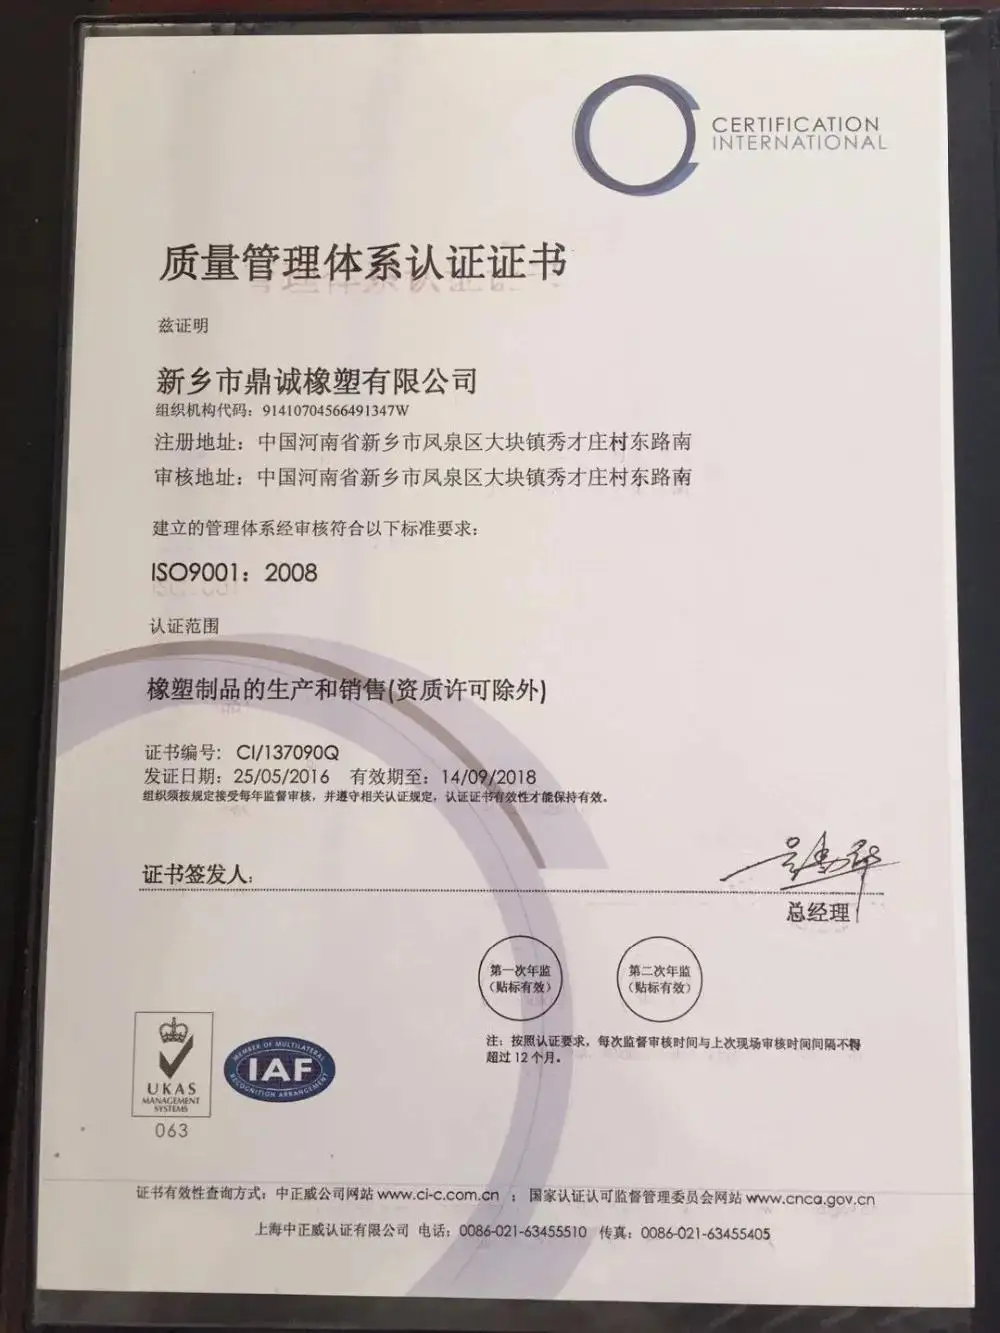 CERTIFICATION
INTERNATIONAL
质量管理体系认证证书
兹证明
新乡市鼎诚橡塑有限公司
组织机构代码：91410704566491347W
注册地址：中国河南省新乡市凤泉区大块镇秀才庄村东路南
审核地址：中国河南省新乡市凤泉区大块镇秀才庄村东路南
建立的管理体系经审核符合以下标准要求：
ISO9001：2008
认证范围
橡塑制品的生产和销售(资质许可除外)
证书编号： CI/137090Q
发证日期：25/05/2016 有效期至：14/09/2018
组织须按规定接受每年监督审核，并遵守相关认证规定，认证证书有效性才能保持有效。
证书签发人：
总经理
第一次年监
（贴标有效）
第二次年监
（贴标有效）
注：按照认证要求，每次监督审核时间与上次现场审核时间间隔不得
超过 12 个月。
UKAS
MANAGEMENT
SYSTEMS
063
MEMBER OF MULTILATERAL
IAF
RECOGNITION ARRANGEMENT
证书有效性查询方式：中正威公司网站 www.ci-c.com.cn ；国家认证认可监督管理委员会网站 www.cnca.gov.cn
上海中正威认证有限公司 电话：0086-021-63455510 传真：0086-021-63455405